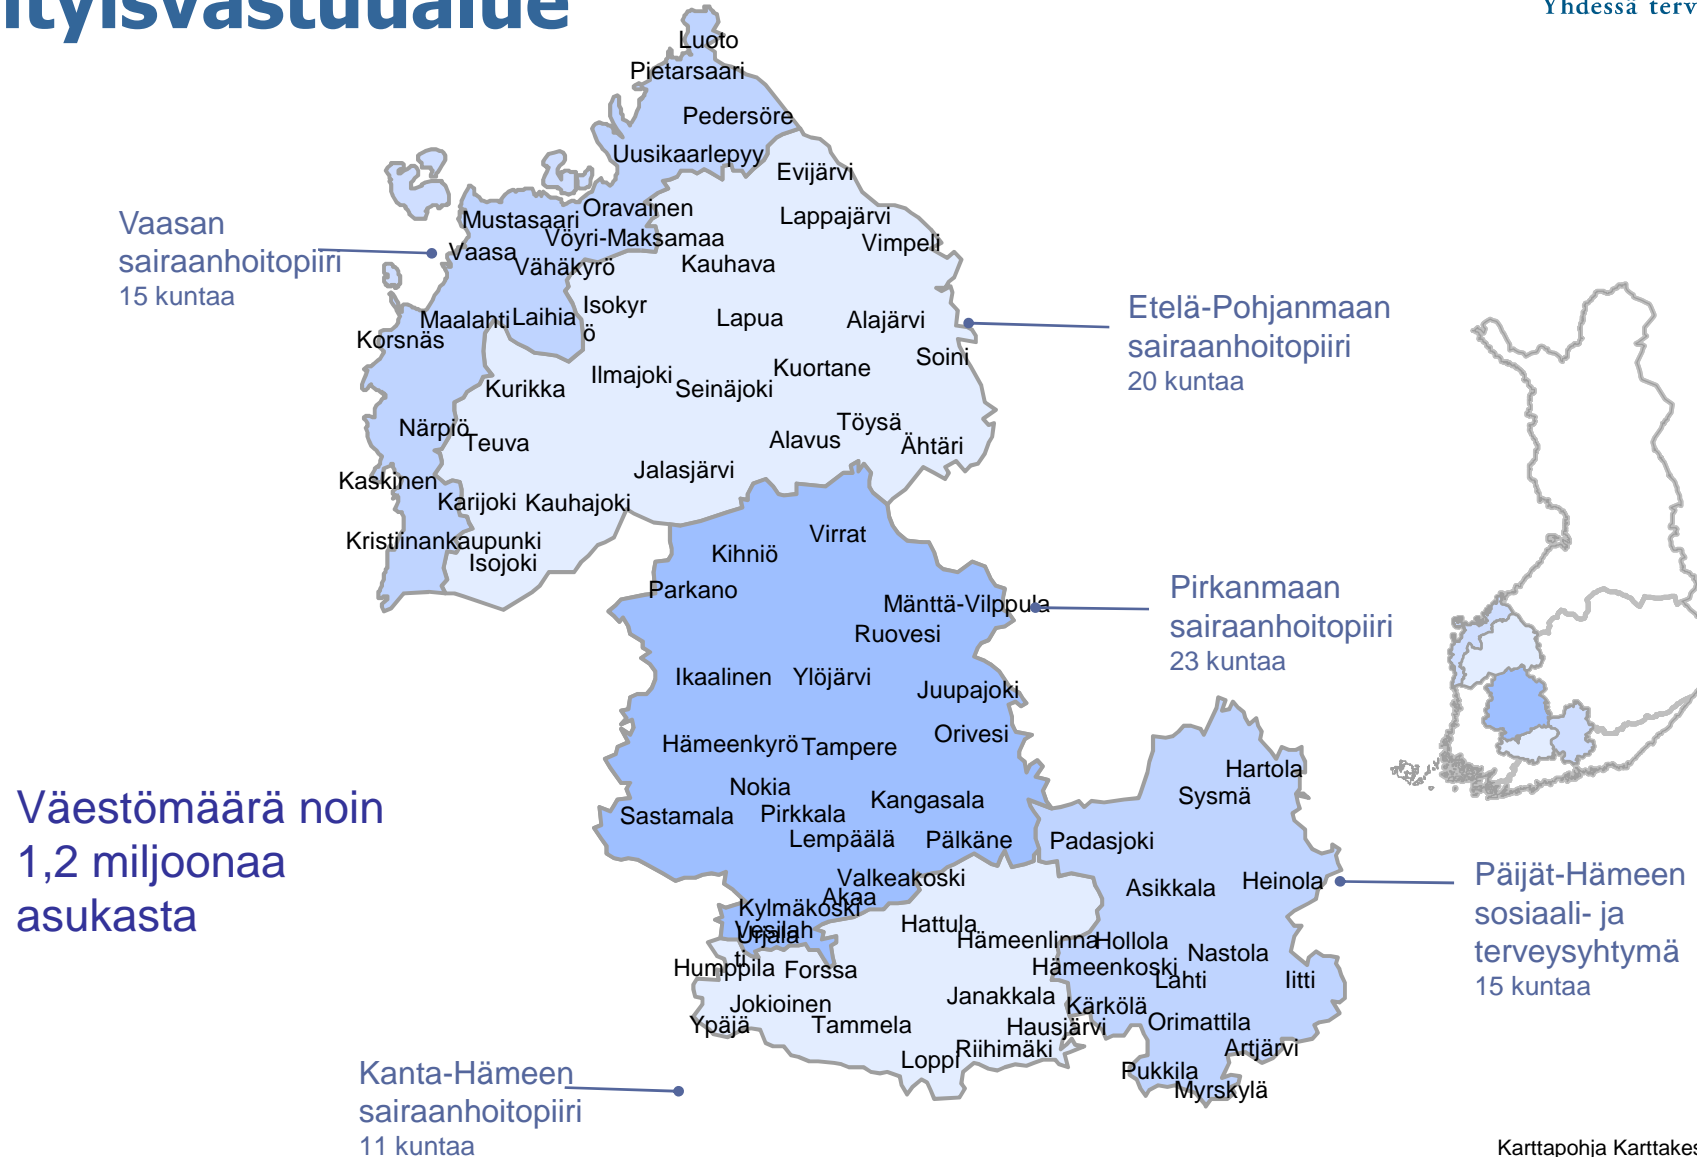 ityisvastuualue
Yhdessä terv
Luoto
Pietarsaari
Pedersöre
Uusikaarlepyy
Evijärvi
Oravainen
Lappajärvi
Mustasaari
Vöyri-Maksamaa
Vimpeli
Vaasa
Vähäkyrö
Kauhava
Vaasan
sairaanhoitopiiri
15 kuntaa
Isokyr
ö
Maalahti
Laihia
Lapua
Alajärvi
Korsnäs
Soini
Kuortane
Ilmajoki
Seinäjoki
Kurikka
Etelä-Pohjanmaan
sairaanhoitopiiri
20 kuntaa
Närpiö
Teuva
Töysä
Alavus
Ähtäri
Jalasjärvi
Kaskinen
Karijoki
Kauhajoki
Kristiinankaupunki
Isojoki
Virrat
Kihniö
Parkano
Mänttä-Vilppula
Ruovesi
Pirkanmaan
sairaanhoitopiiri
23 kuntaa
Ikaalinen
Ylöjärvi
Juupajoki
Orivesi
Hämeenkyrö
Tampere
Nokia
Kangasala
Sastamala
Pirkkala
Lempäälä
Pälkäne
Hartola
Sysmä
Padasjoki
Väestömäärä noin
1,2 miljoonaa
asukasta
Valkeakoski
Akaa
Kylmäkoski
Vesilah
ti
Urjala
Asikkala
Heinola
Päijät-Hämeen
sosiaali- ja
terveysyhtymä
15 kuntaa
Hattula
Hämeenlinna
Hollola
Nastola
Hämeenkoski
Lahti
Iitti
Humppila
Forssa
Jokioinen
Janakkala
Kärkölä
Ypäjä
Tammela
Hausjärvi
Orimattila
Loppi
Riihimäki
Artjärvi
Pukkila
Myrskylä
Kanta-Hämeen
sairaanhoitopiiri
11 kuntaa
Karttapohja Karttakes